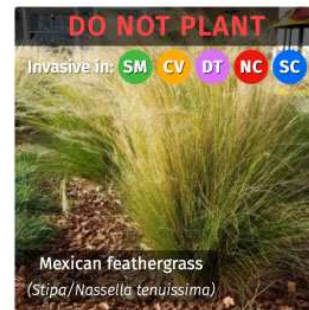 DO NOT PLANT
Invasive in: SM CV DT NC SC
Mexican feathergrass
(Stipa/Nassella tenuissima)